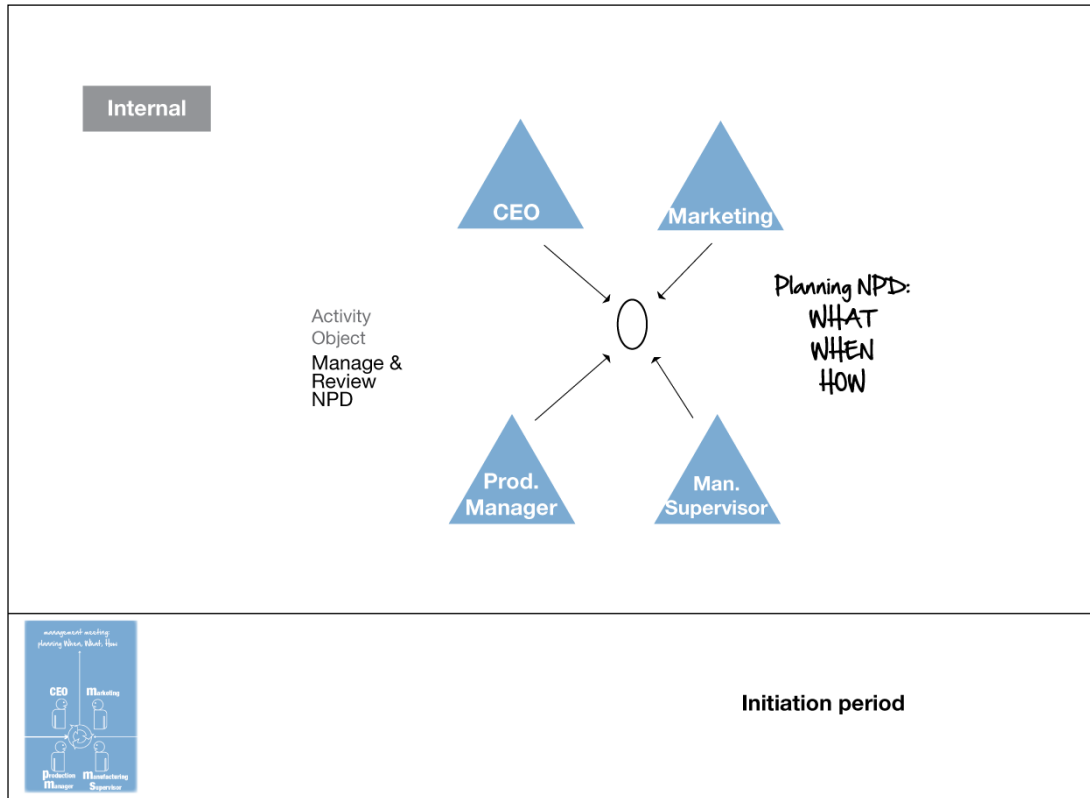 Internal
CEO
Marketing
Activity
Object
Manage &
Review
NPD
Planning NPD:
WHAT
WHEN
HOW
Prod.
Manager
Man.
Supervisor
management meeting:
planning When, What, How
CEO
marketing
production
manager
manufacturing
Supervisor
Initiation period